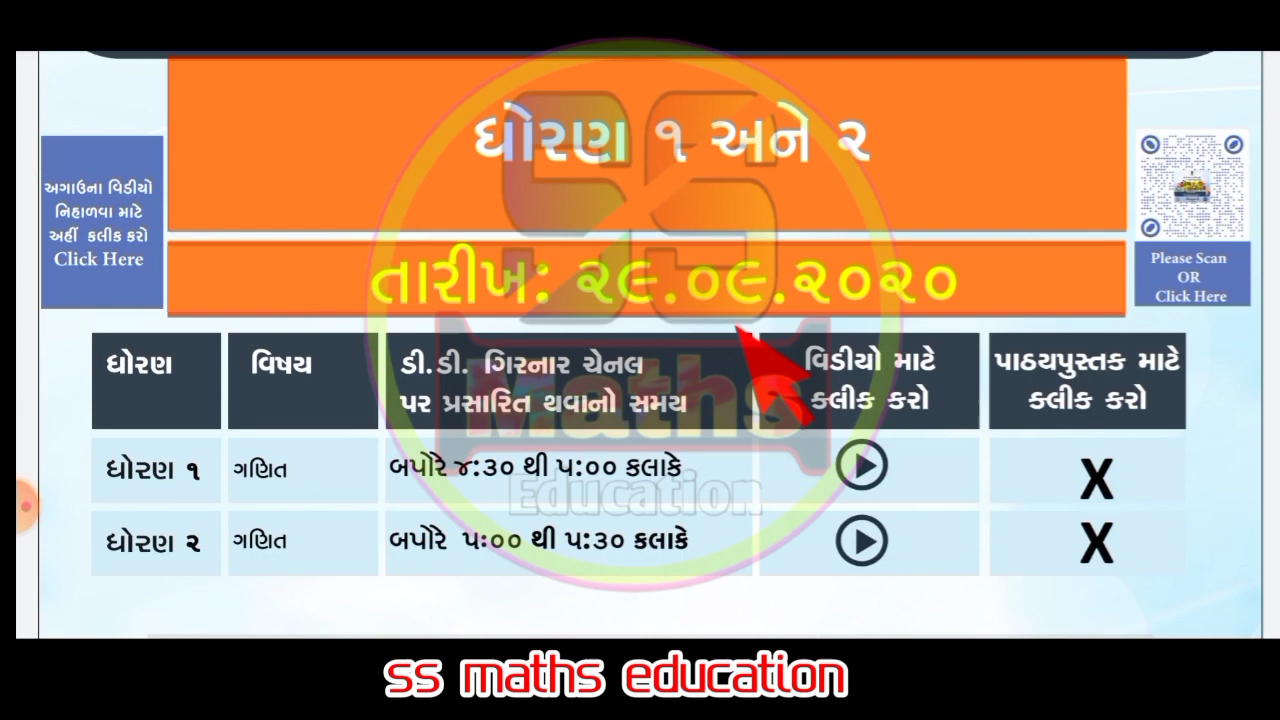 ધોરણ ૧ અને ૨
અગાઉના વિડીયો
નિહાળવા માટે
અહીં કલીક કરો
Click Here
Please Scan
OR
Click Here
તારીખ: ૨૯.૦૯.૨૦૨૦
ધોરણ વિષય ડી.ડી. ગિરનાર ચેનલ
પર પ્રસારિત થવાનો સમય
વિડીયો માટે
ક્લીક કરો
પાઠ્યપુસ્તક માટે
ક્લીક કરો
ધોરણ ૧ ગણિત બપોરે ૪:૩૦ થી ૫:૦૦ કલાકે X
ધોરણ ૨ ગણિત બપોરે ૫:૦૦ થી ૫:૩૦ કલાકે X
SS
Maths
Education
ss maths education